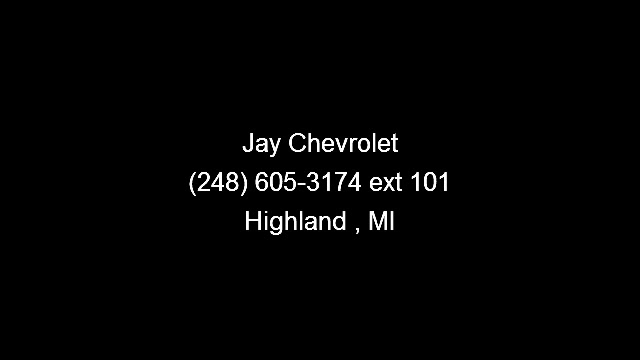 Jay Chevrolet
(248) 605-3174 ext 101
Highland , MI